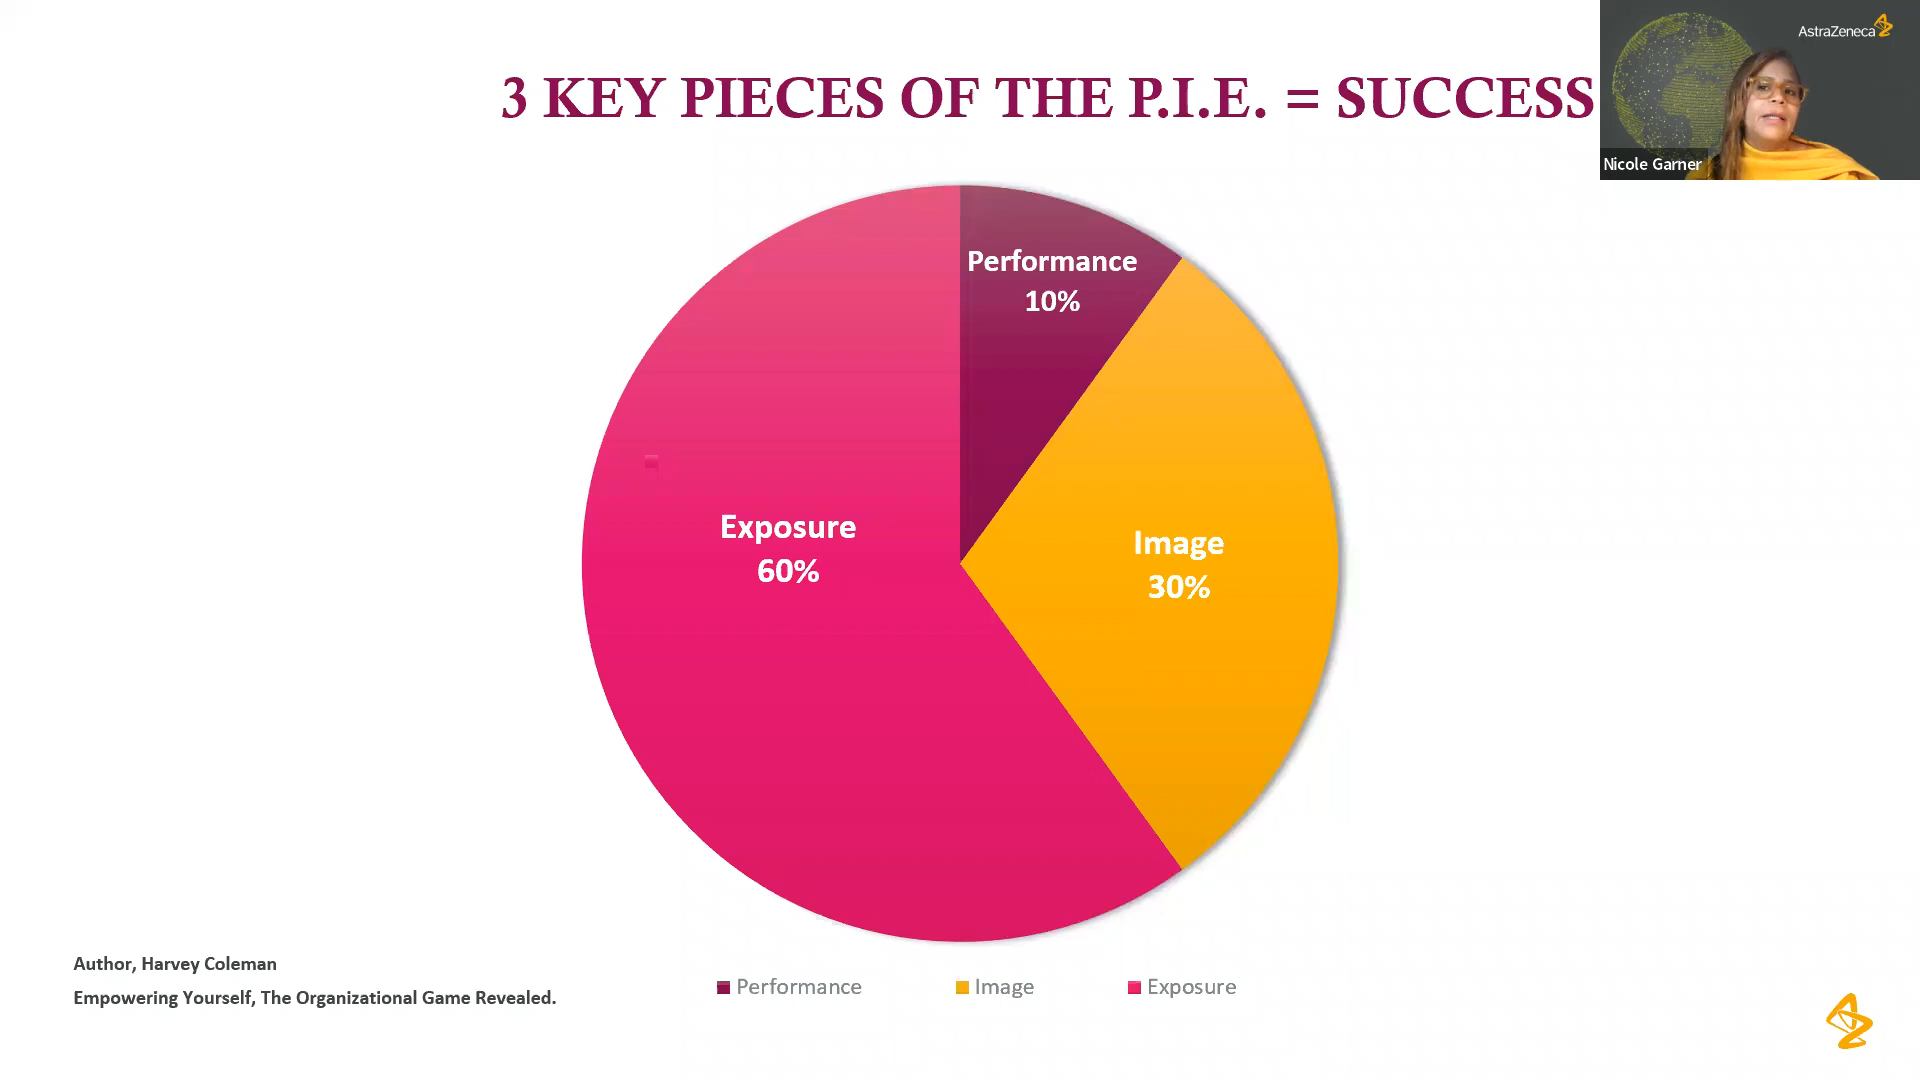 3 KEY PIECES OF THE P.I.E. = SUCCESS
AstraZeneca
Nicole Garner
Performance
10%
Image
30%
Exposure
60%
Author, Harvey Coleman
Empowering Yourself, The Organizational Game Revealed.
Performance
Image
Exposure